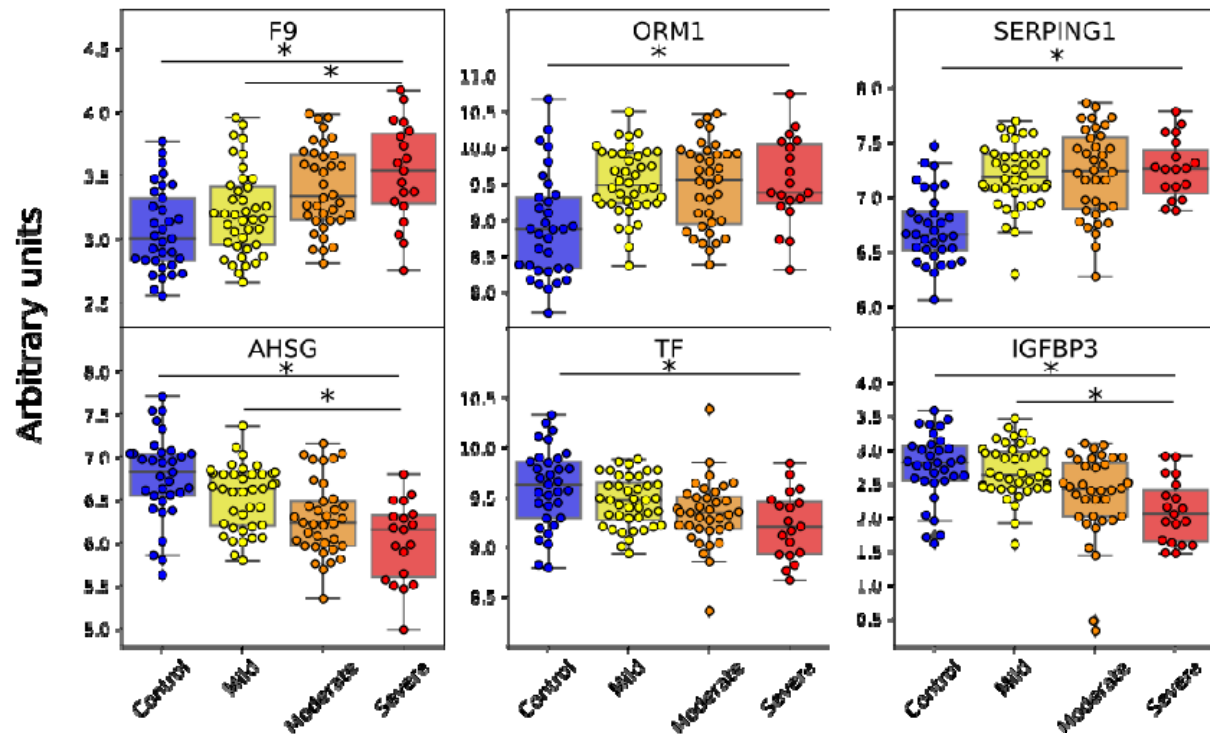 Arbitrary units
F9
*
*
4.5
4.0
3.5
3.0
2.5
ORM1
*
11.0
10.5
10.0
9.5
9.0
8.5
8.0
SERPING1
*
8.0
7.5
7.0
6.5
6.0
AHSG
*
*
8.0
7.5
7.0
6.5
6.0
5.5
5.0
TF
*
10.5
10.0
9.5
9.0
8.5
IGFBP3
*
*
4.0
3.5
3.0
2.5
2.0
1.5
1.0
0.5
Control
Mild
Moderate
Severe
Control
Mild
Moderate
Severe
Control
Mild
Moderate
Severe